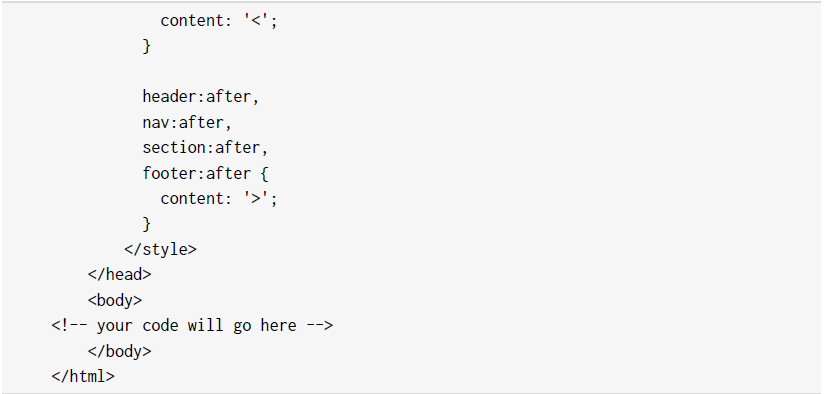 content: '<';
}
header:after,
nav:after,
section:after,
footer:after {
content: '>';
}
</style>
</head>
<body>
<!-- your code will go here -->
</body>
</html>